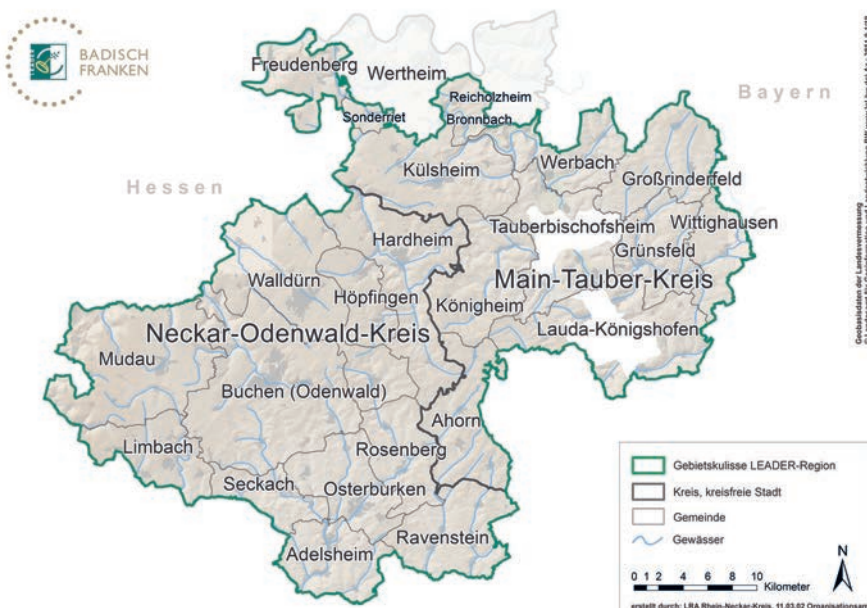 BADISCH
FRANKEN
Freudenberg
Wertheim
Reicholzheim
Sonderriet
Bronnbach
Bayern
Hessen
Külsheim
Werbach
Großrinderfeld
Tauberbischofsheim
Wittighausen
Hardheim
Grünsfeld
Walldürn
Main-Tauber-Kreis
Höpfingen
Königheim
Neckar-Odenwald-Kreis
Lauda-Königshofen
Mudau
Buchen (Odenwald)
Ahorn
Limbach
Rosenberg
Seckach
Osterburken
Ravenstein
Adelsheim
Gebietskulisse LEADER-Region
Kreis, kreisfreie Stadt
Gemeinde
Gewässer
N
0 1 2 4 6 8 10
Kilometer
erstellt durch: LRA Rhein-Neckar-Kreis, 11.03.02
Geobasisdaten der Landesvermessung